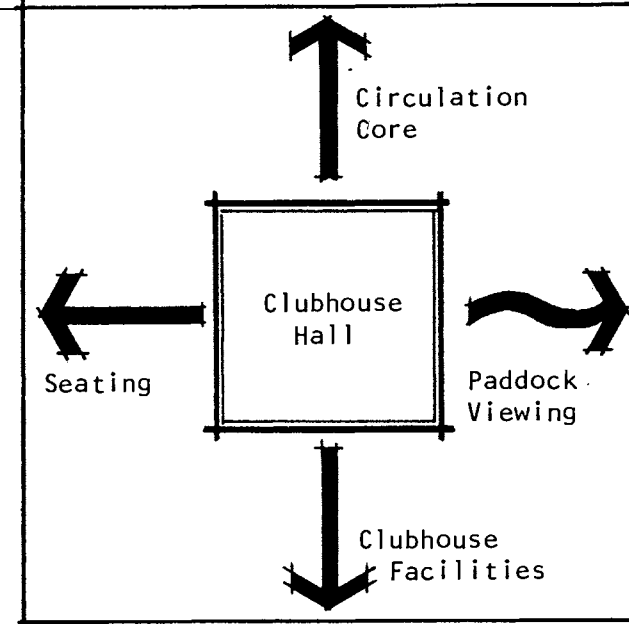 Circulation
Core
Clubhouse
Hall
Seating
Paddock
Viewing
Clubhouse
Facilities